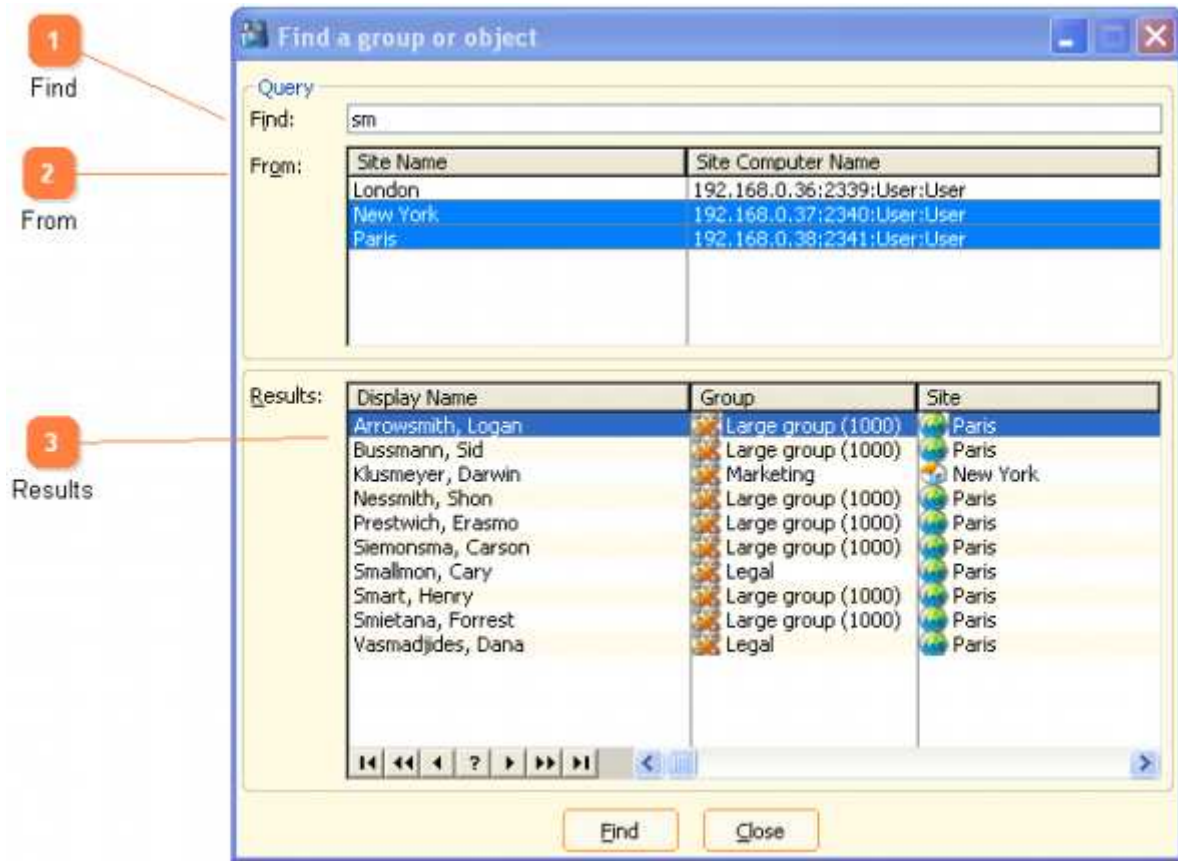 1
Find
2
From
3
Results
Find a group or object
Query
Find:
sm
From:
Site Name Site Computer Name
London 192.168.0.36:2339:User:User
New York 192.168.0.37:2340:User:User
Paris 192.168.0.38:2341:User:User
Results:
Display Name Group Site
Arrowsmith, Logan Large group (1000) Paris
Bussmann, Sid Large group (1000) Paris
Klusmeyer, Darwin Marketing New York
Nessmith, Shon Large group (1000) Paris
Prestwich, Erasmo Large group (1000) Paris
Siemonsma, Carson Large group (1000) Paris
Smallmon, Cary Legal Paris
Smart, Henry Large group (1000) Paris
Smietana, Forrest Large group (1000) Paris
Vasmadjides, Dana Legal Paris
?
Find Close